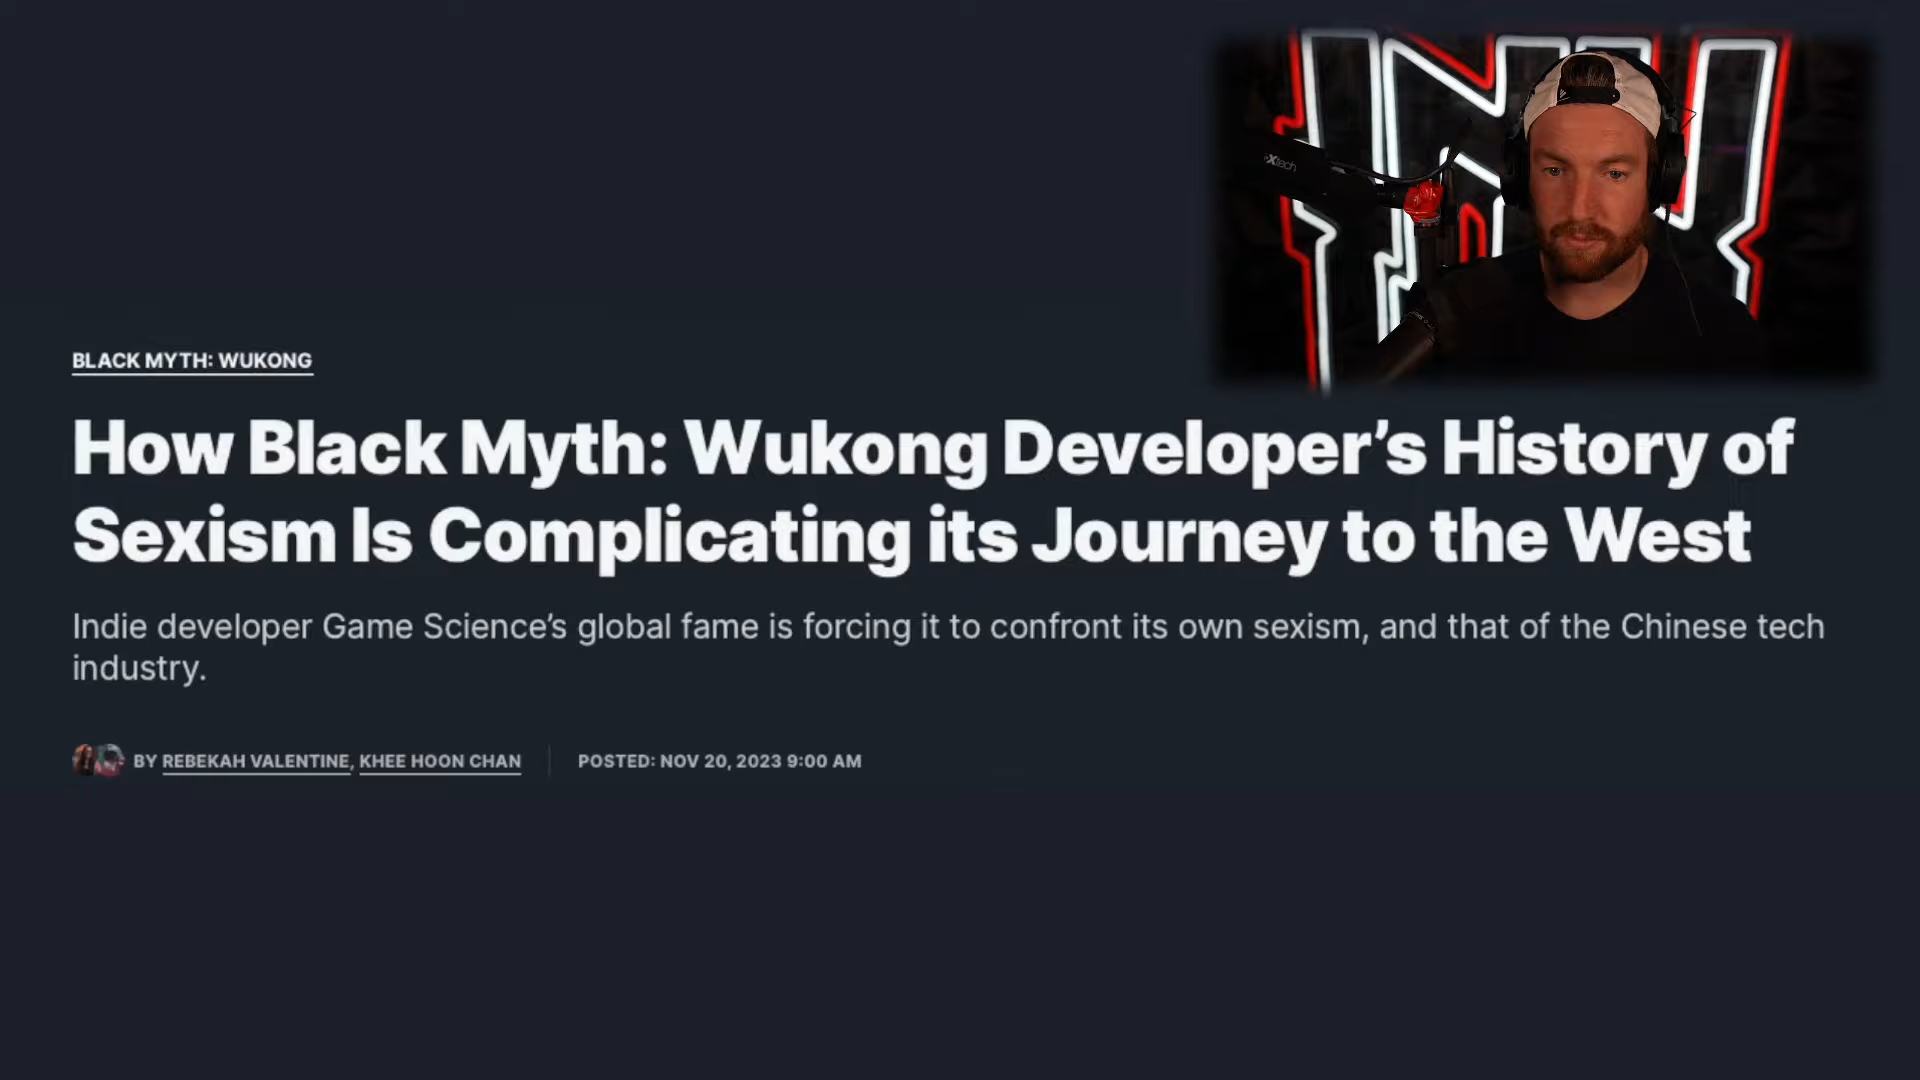 Xtech
BLACK MYTH: WUKONG
How Black Myth: Wukong Developer’s History of
Sexism Is Complicating its Journey to the West
Indie developer Game Science’s global fame is forcing it to confront its own sexism, and that of the Chinese tech
industry.
BY REBEKAH VALENTINE, KHEE HOON CHAN
POSTED: NOV 20, 2023 9:00 AM